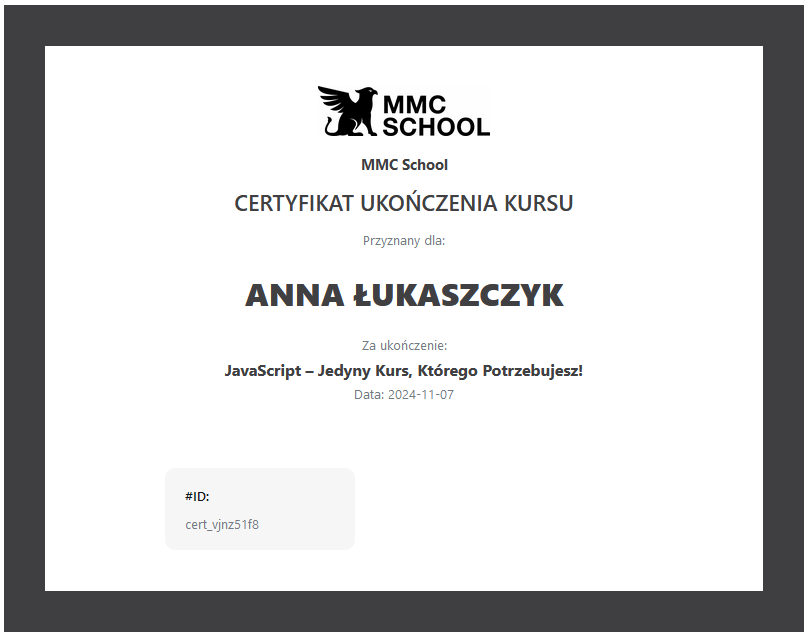 MMC
SCHOOL
MMC School
CERTYFIKAT UKOŃCZENIA KURSU
Przyznany dla:
ANNA ŁUKASZCZYK
Za ukończenie:
JavaScript – Jedyny Kurs, Którego Potrzebujesz!
Data: 2024-11-07
#ID:
cert_vjnz51f8